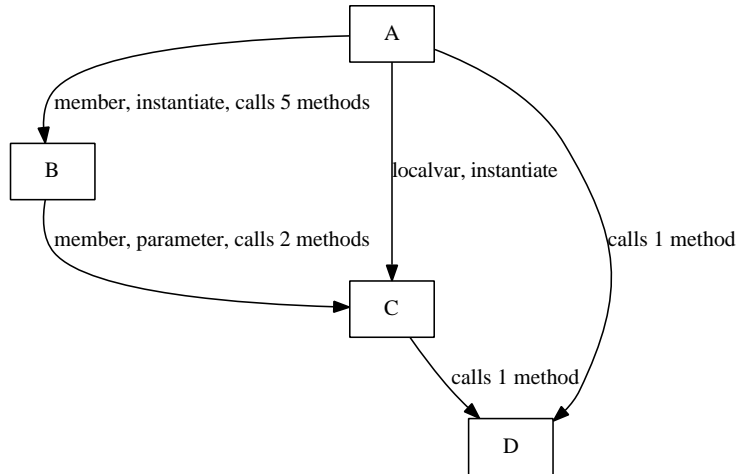 A
member, instantiate, calls 5 methods
B
localvar, instantiate
member, parameter, calls 2 methods
calls 1 method
C
calls 1 method
D